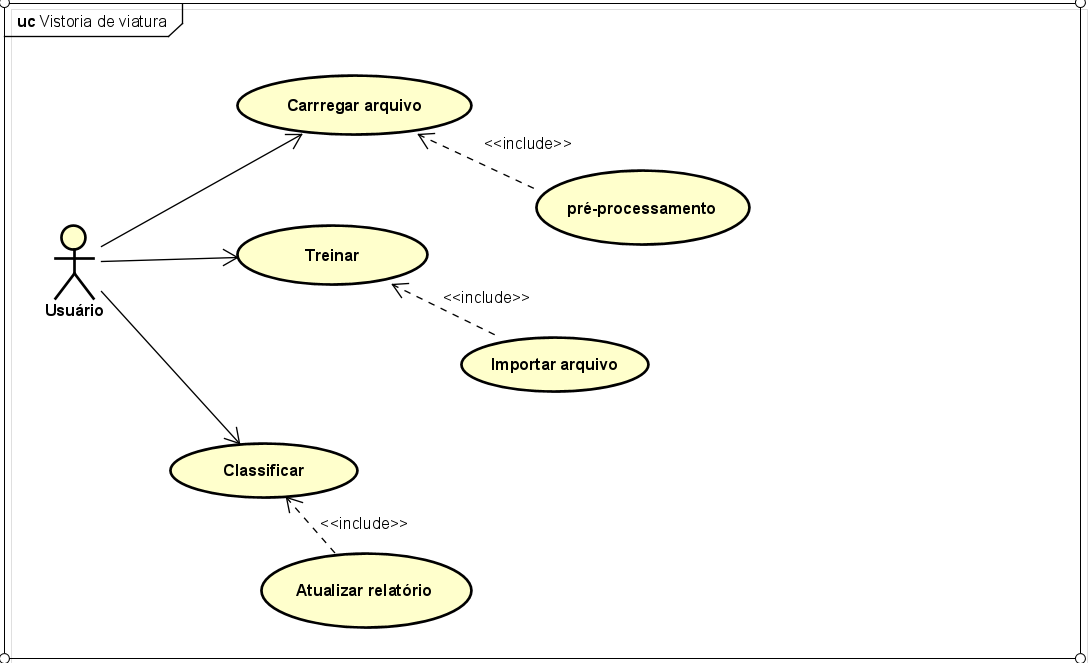 uc Vistoria de viatura
Carrregar arquivo
<<include>>
pré-processamento
Treinar
Usuário
<<include>>
Importar arquivo
Classificar
<<include>>
Atualizar relatório